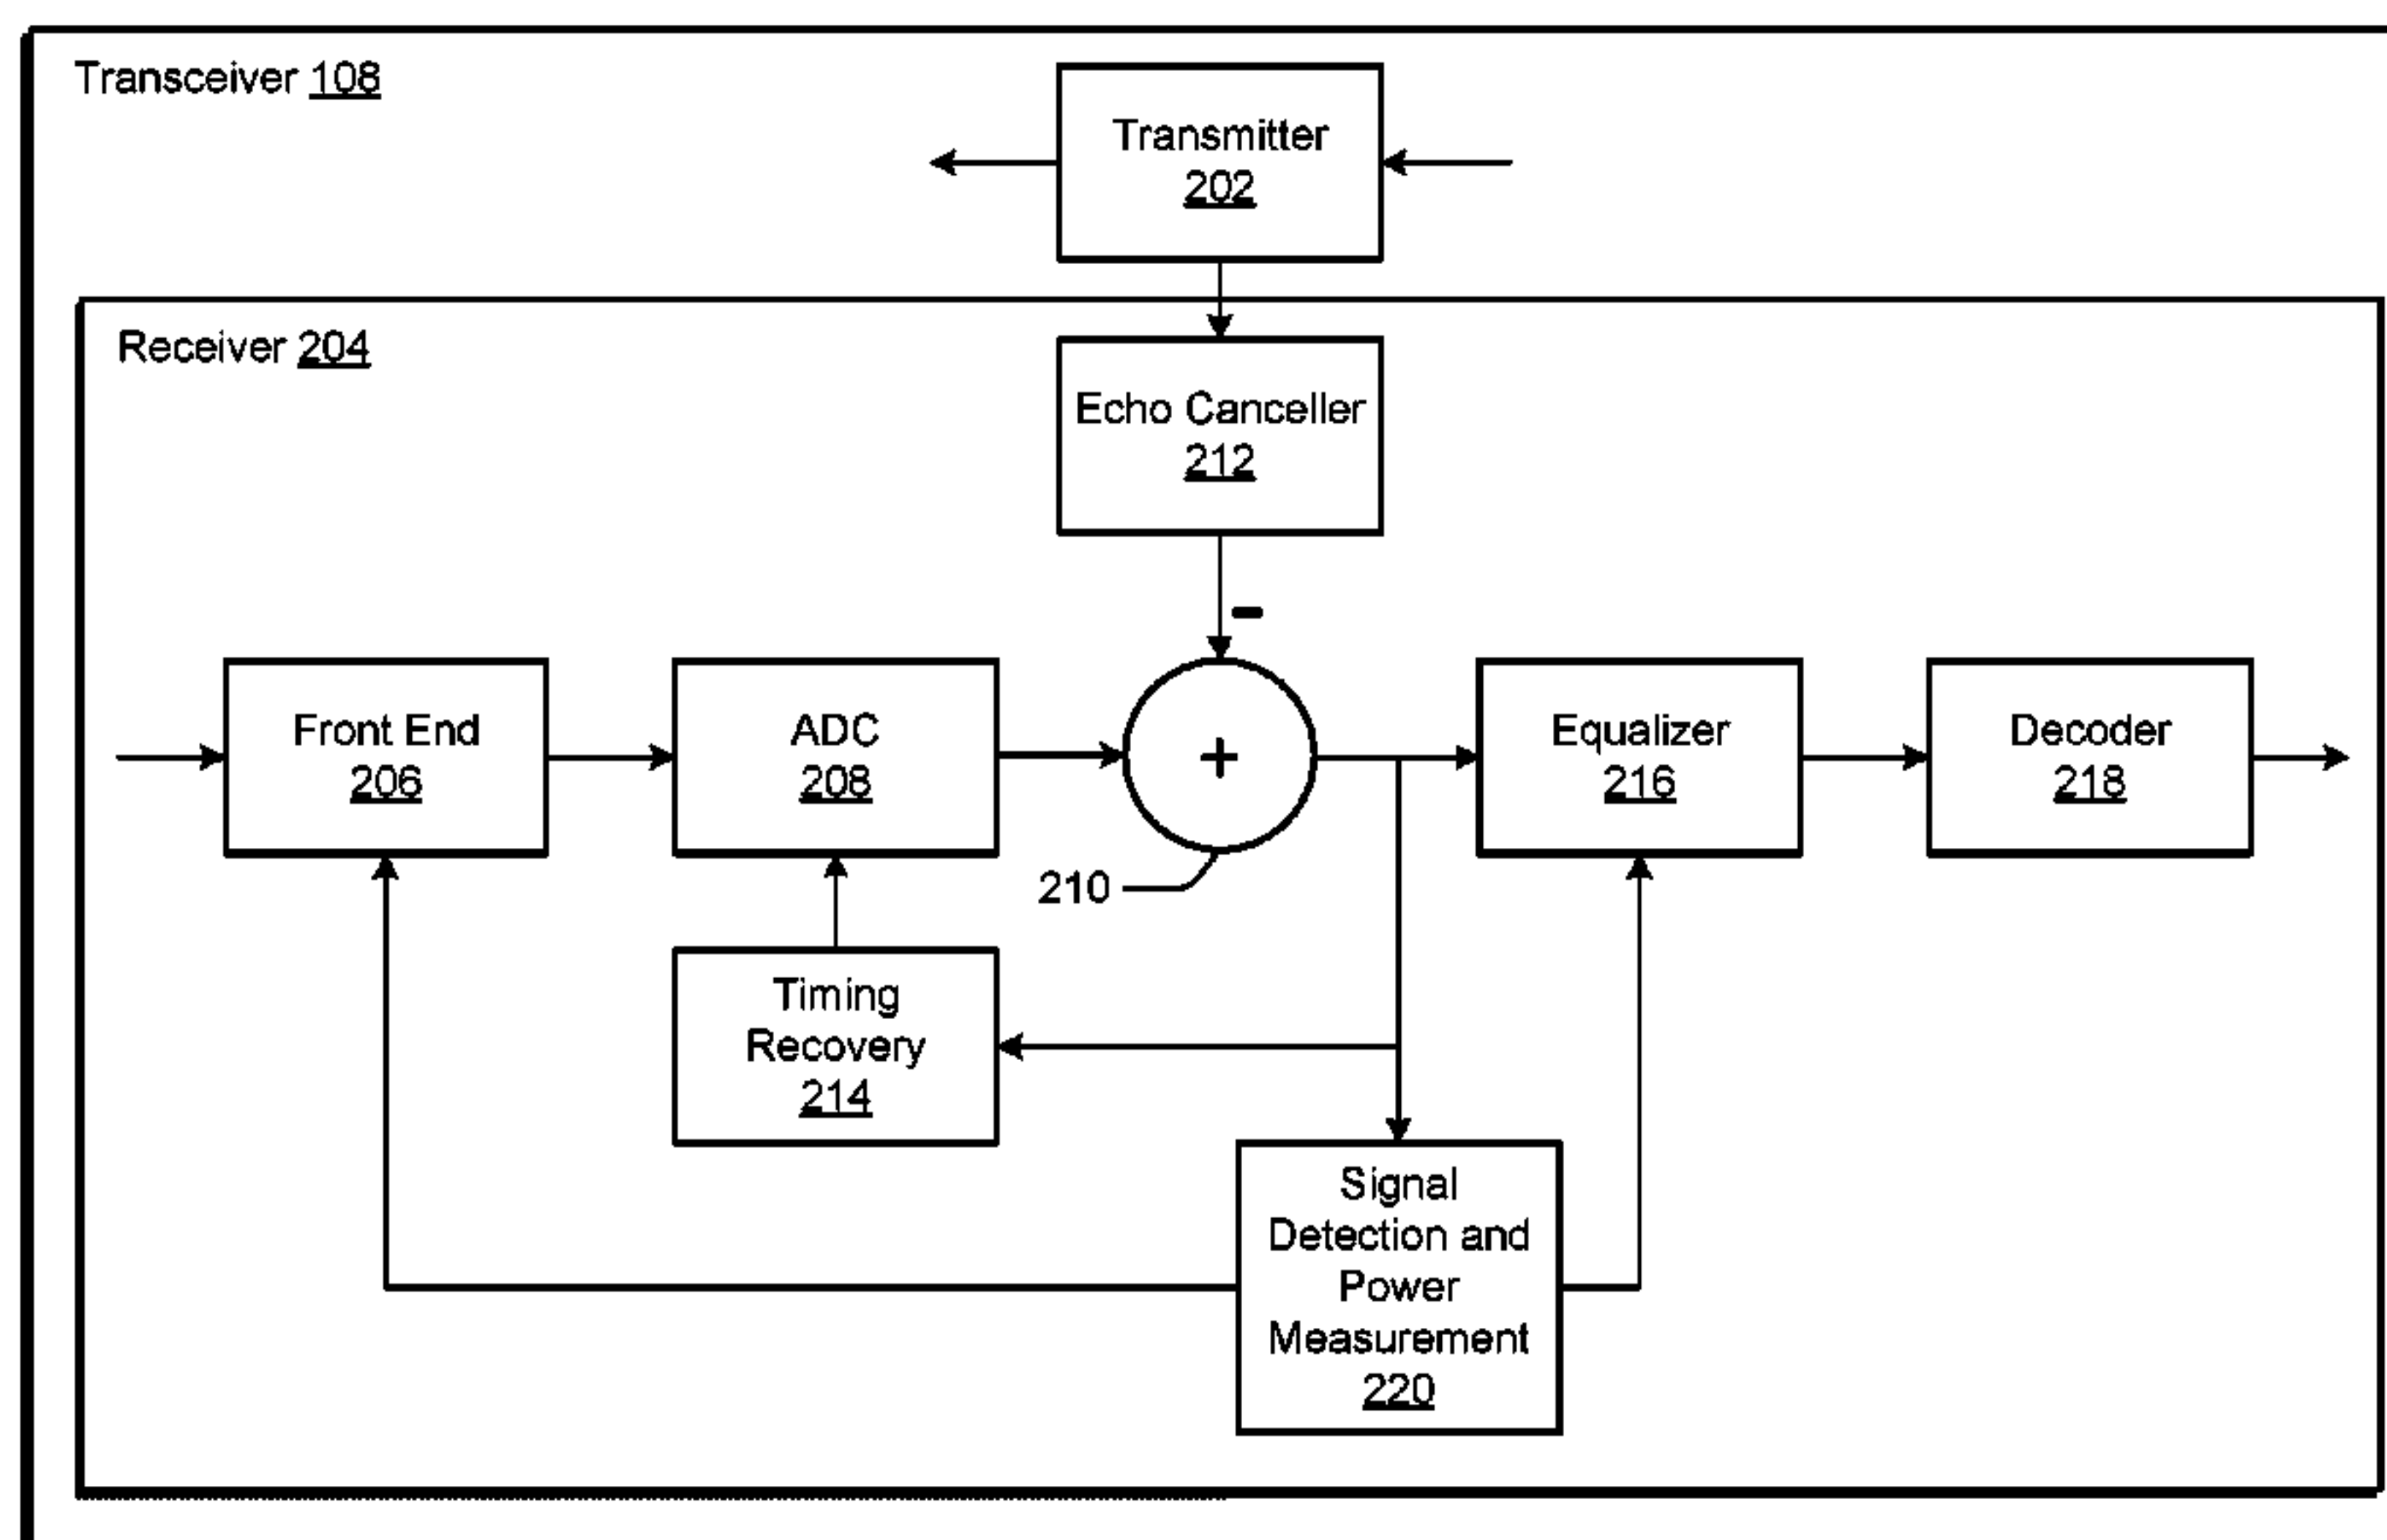 Transceiver 108
Transmitter
202
Receiver 204
Echo Canceller
212
-
Front End
206
ADC
208
+
Equalizer
216
Decoder
218
210
Timing
Recovery
214
Signal
Detection and
Power
Measurement
220